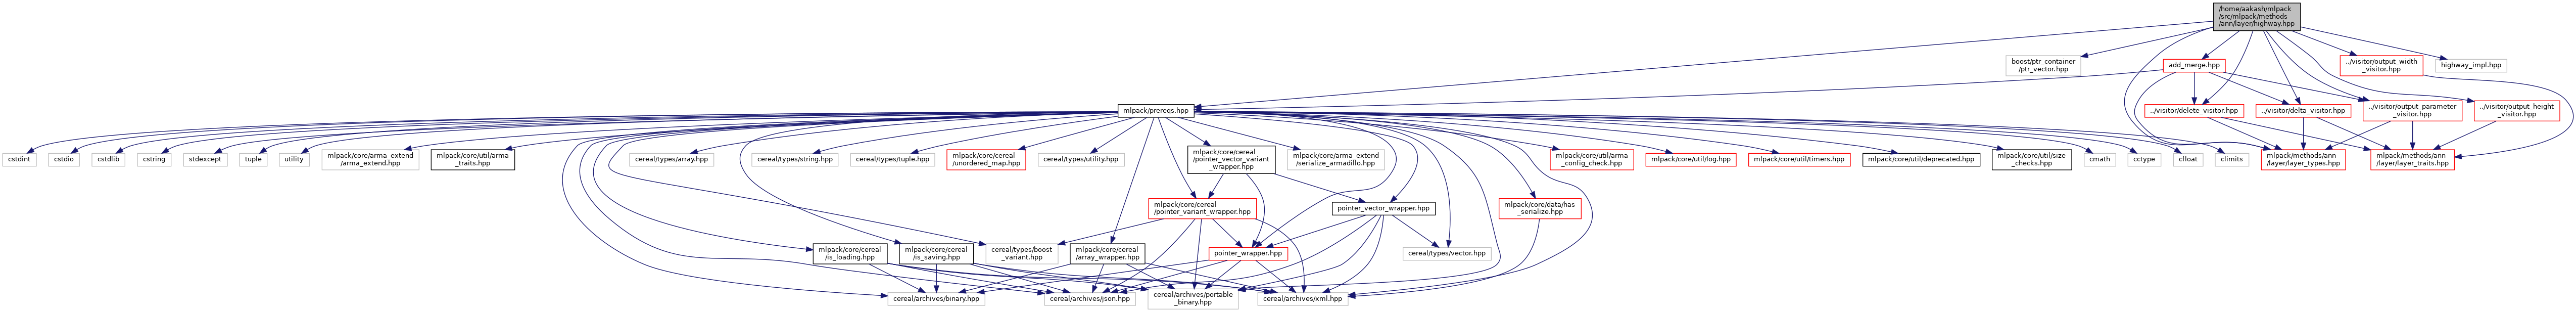 /home/aakash/mlpack
/src/mlpack/methods
/ann/layer/highway.hpp
boost/ptr_container
/ptr_vector.hpp
add_merge.hpp
../visitor/output_width
_visitor.hpp
highway_impl.hpp
mlpack/prereqs.hpp
../visitor/delete_visitor.hpp
../visitor/delta_visitor.hpp
../visitor/output_parameter
_visitor.hpp
../visitor/output_height
_visitor.hpp
cstdint
cstdio
cstdlib
cstring
stdexcept
tuple
utility
mlpack/core/arma_extend
/arma_extend.hpp
mlpack/core/util/arma
_traits.hpp
cereal/types/array.hpp
cereal/types/string.hpp
cereal/types/tuple.hpp
mlpack/core/cereal
/unordered_map.hpp
cereal/types/utility.hpp
mlpack/core/cereal
/pointer_vector_variant
_wrapper.hpp
mlpack/core/arma_extend
/serialize_armadillo.hpp
mlpack/core/util/arma
_config_check.hpp
mlpack/core/util/log.hpp
mlpack/core/util/timers.hpp
mlpack/core/util/deprecated.hpp
mlpack/core/util/size
_checks.hpp
cmath
cctype
cfloat
climits
mlpack/methods/ann
/layer/layer_types.hpp
mlpack/methods/ann
/layer/layer_traits.hpp
mlpack/core/cereal
/pointer_variant_wrapper.hpp
pointer_vector_wrapper.hpp
mlpack/core/data/has
_serialize.hpp
mlpack/core/cereal
/is_loading.hpp
mlpack/core/cereal
/is_saving.hpp
cereal/types/boost
_variant.hpp
mlpack/core/cereal
/array_wrapper.hpp
pointer_wrapper.hpp
cereal/types/vector.hpp
cereal/archives/binary.hpp
cereal/archives/json.hpp
cereal/archives/portable
_binary.hpp
cereal/archives/xml.hpp